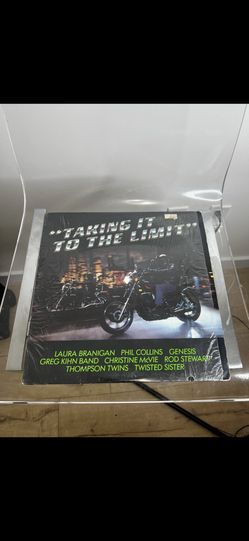 "TAKING IT
TO THE LIMIT"
LAURA BRANIGAN PHIL COLLINS GENESIS
GREG KIHN BAND CHRISTINE McVIE ROD STEWART
THOMPSON TWINS TWISTED SISTER